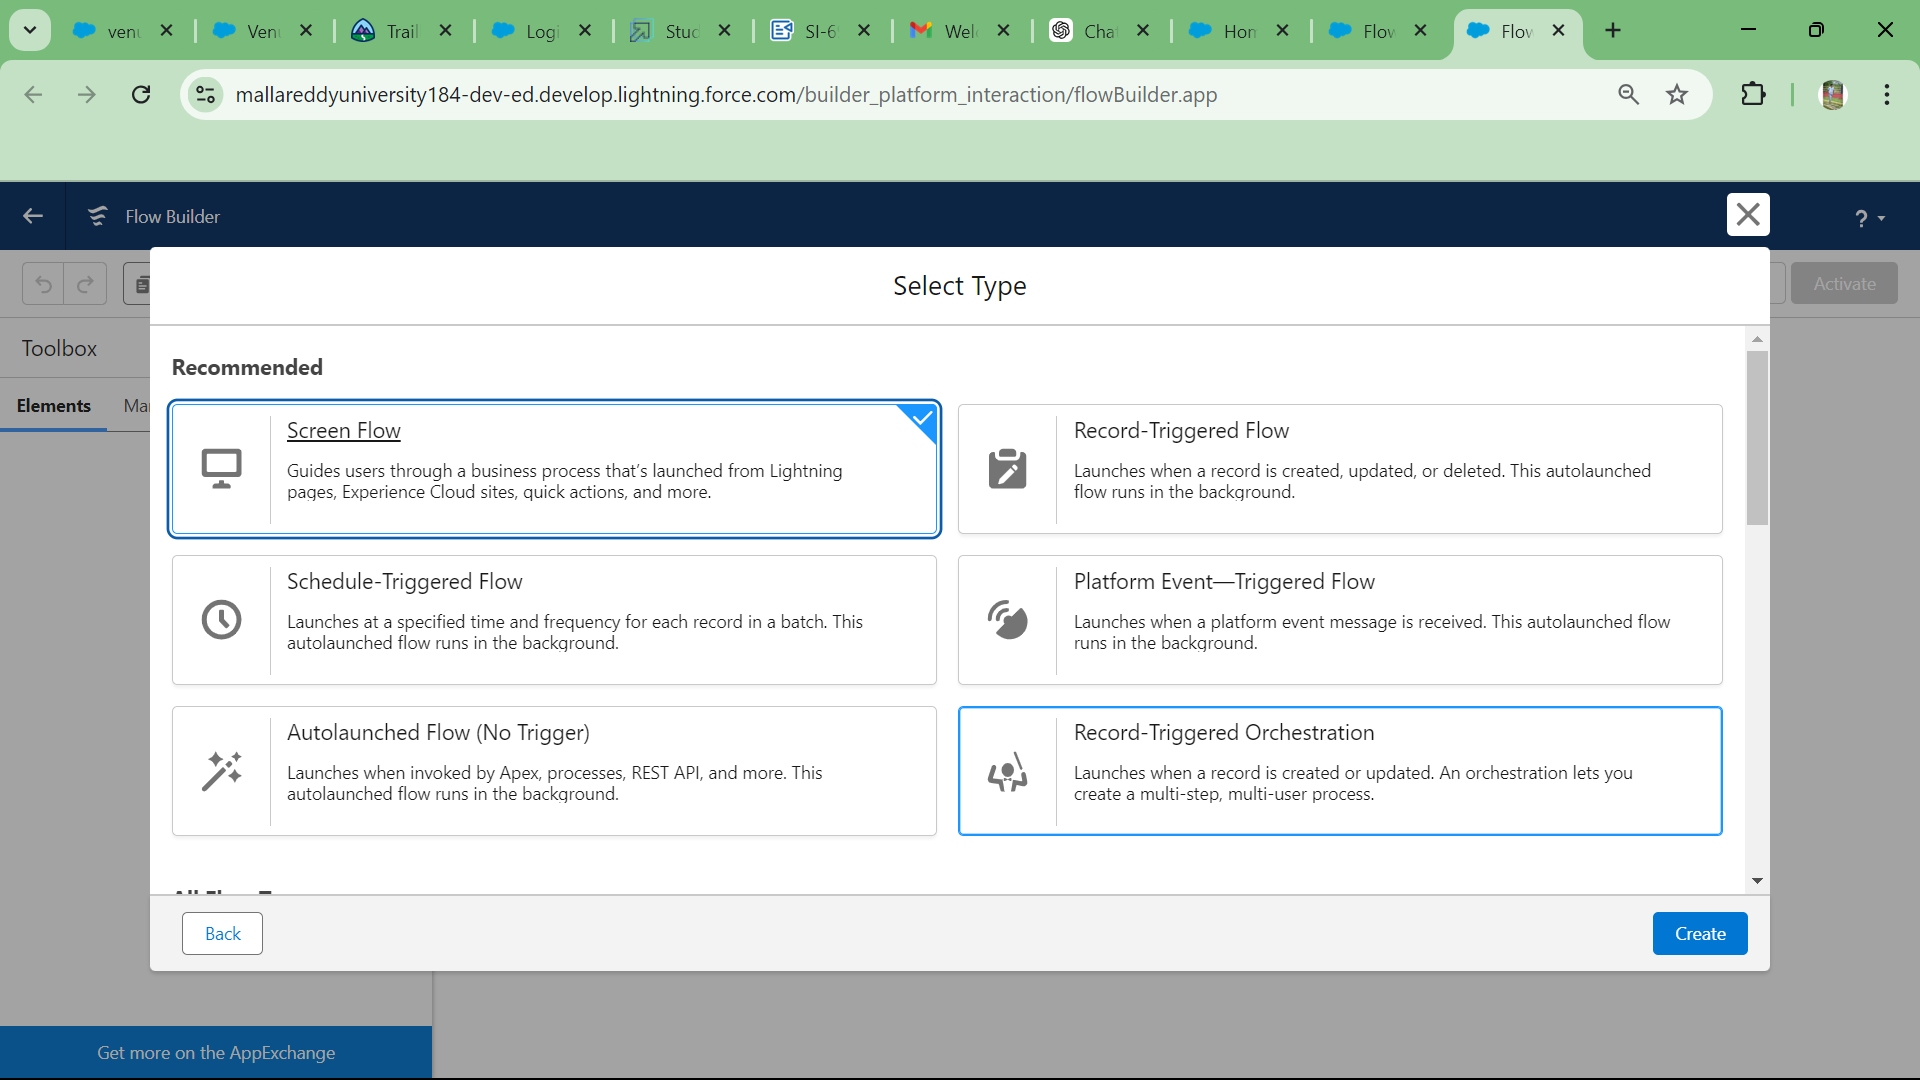 ven
Ven
Trail
Logi
Stud
SI-6
Wel
Cha
Hon
Flov
Flov
mallareddyuniversity184-dev-ed.develop.lightning.force.com/builder_platform_interaction/flowBuilder.app
Flow Builder
?
Select Type
Activate
Toolbox
Elements
Mar
Recommended
Screen Flow
Guides users through a business process that's launched from Lightning
pages, Experience Cloud sites, quick actions, and more.
Record-Triggered Flow
Launches when a record is created, updated, or deleted. This autolaunched
flow runs in the background.
Schedule-Triggered Flow
Launches at a specified time and frequency for each record in a batch. This
autolaunched flow runs in the background.
Platform Event—Triggered Flow
Launches when a platform event message is received. This autolaunched flow
runs in the background.
Autolaunched Flow (No Trigger)
Launches when invoked by Apex, processes, REST API, and more. This
autolaunched flow runs in the background.
Record-Triggered Orchestration
Launches when a record is created or updated. An orchestration lets you
create a multi-step, multi-user process.
Back
Create
Get more on the AppExchange